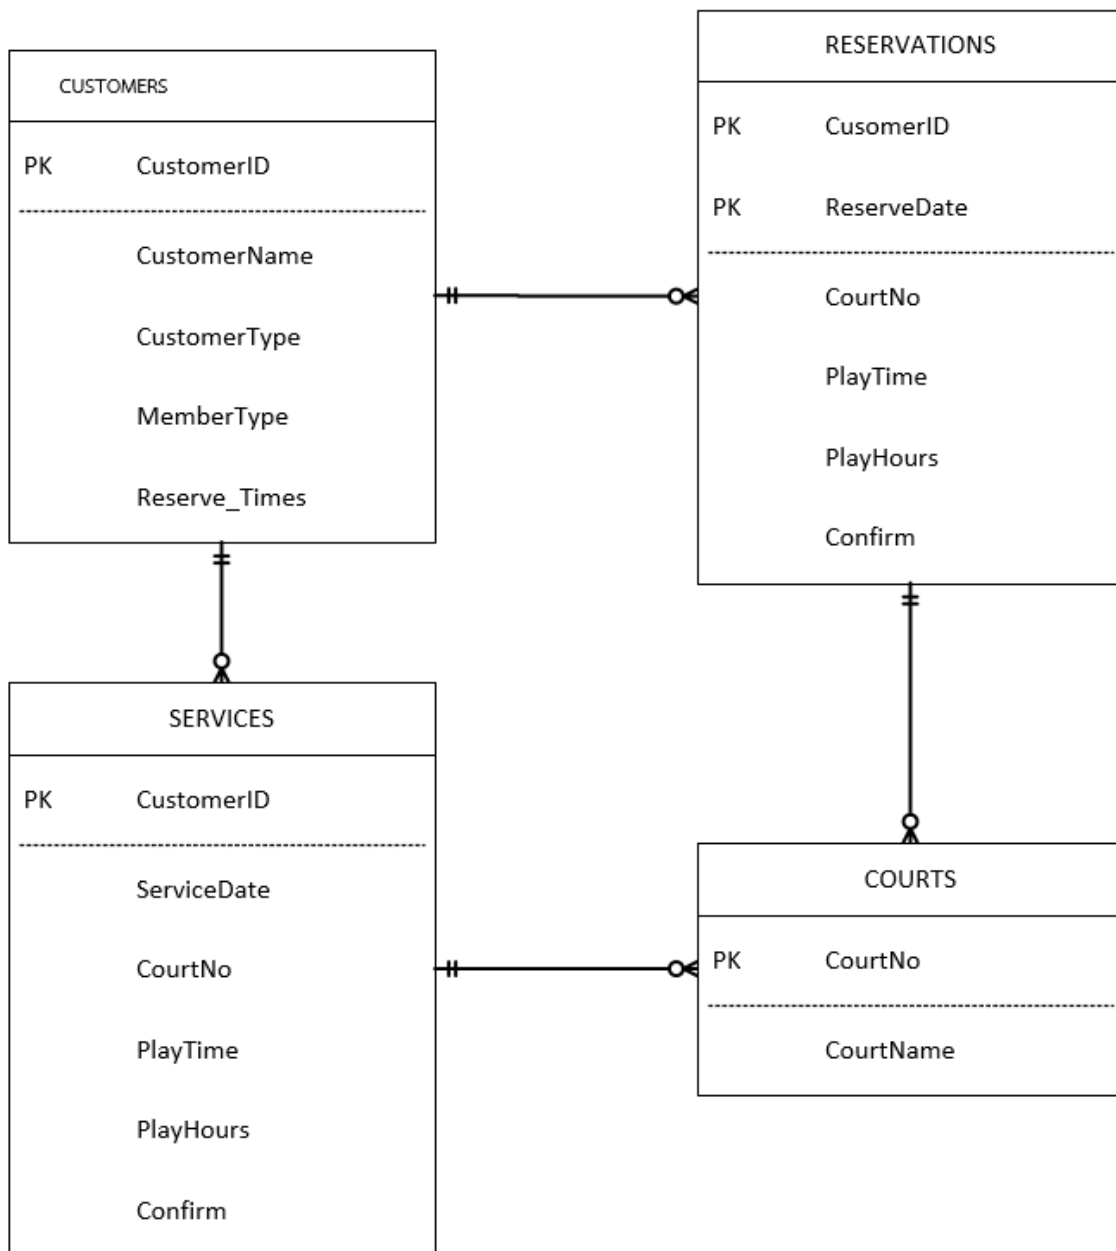 CUSTOMERS
PK CustomerID
CustomerName
CustomerType
MemberType
Reserve_Times
RESERVATIONS
PK CusomerID
PK ReserveDate
CourtNo
PlayTime
PlayHours
Confirm
SERVICES
PK CustomerID
ServiceDate
CourtNo
PlayTime
PlayHours
Confirm
COURTS
PK CourtNo
CourtName